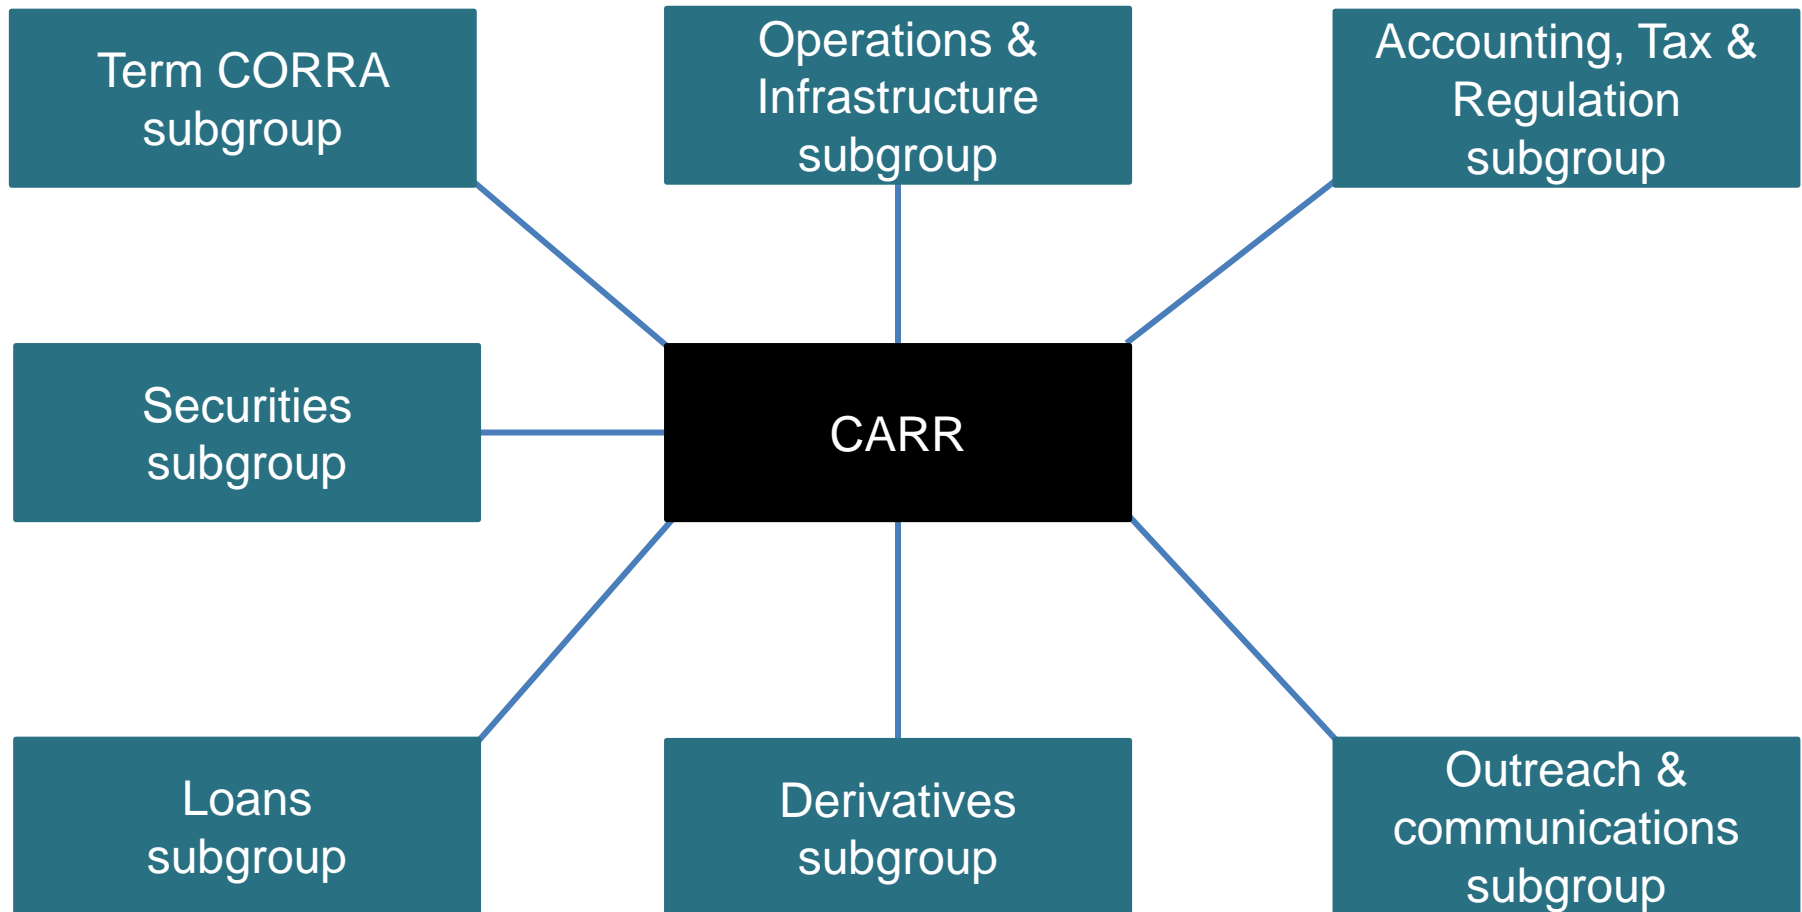 Term CORRA
subgroup
Operations &
Infrastructure
subgroup
Accounting, Tax &
Regulation
subgroup
Securities
subgroup
CARR
Loans
subgroup
Derivatives
subgroup
Outreach &
communications
subgroup